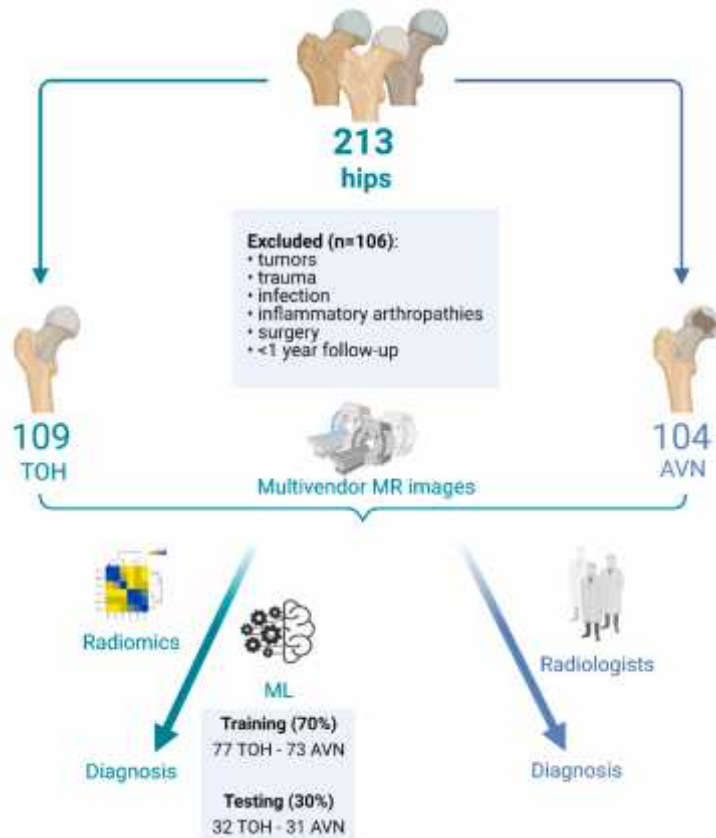 213
hips
Excluded (n=106):
• tumors
• trauma
• infection
• inflammatory arthropathies
• surgery
• <1 year follow-up
109
TOH
104
AVN
Multivendor MR images
Radiomics
ML
Radiologists
Training (70%)
77 TOH - 73 AVN
Diagnosis
Diagnosis
Testing (30%)
32 TOH - 31 AVN